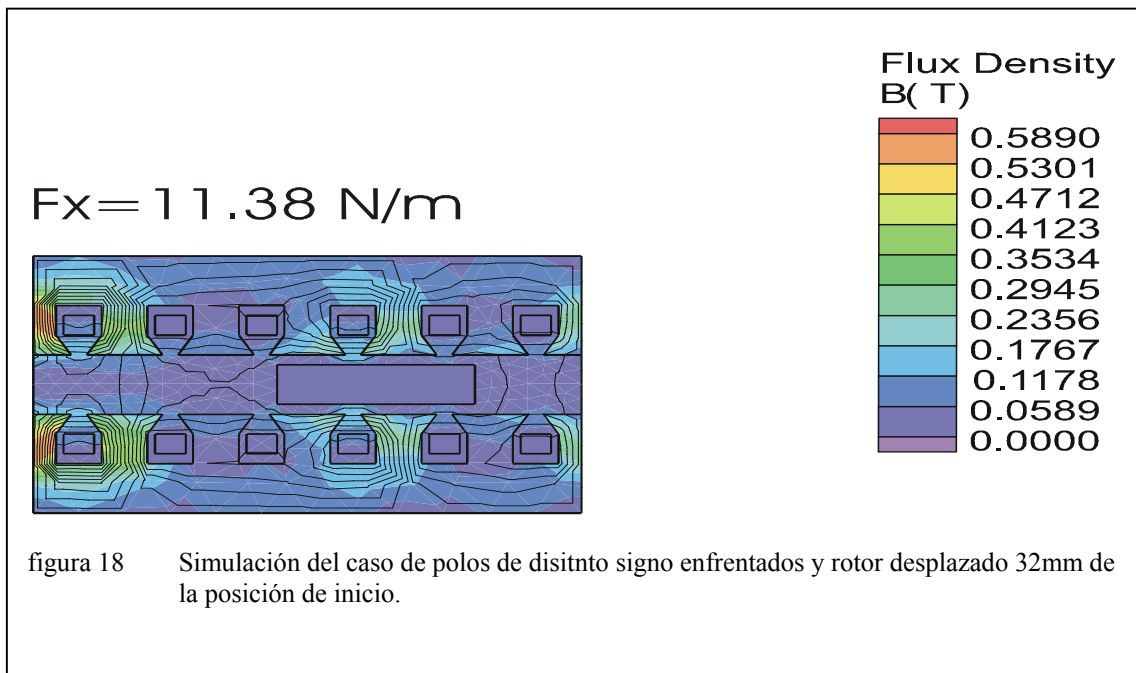 Flux Density
B( T)
0.5890
0.5301
0.4712
0.4123
0.3534
0.2945
0.2356
0.1767
0.1178
0.0589
0.0000
Fx=11.38 N/m
figura 18 Simulación del caso de polos de disitnto signo enfrentados y rotor desplazado 32mm de
la posición de inicio.